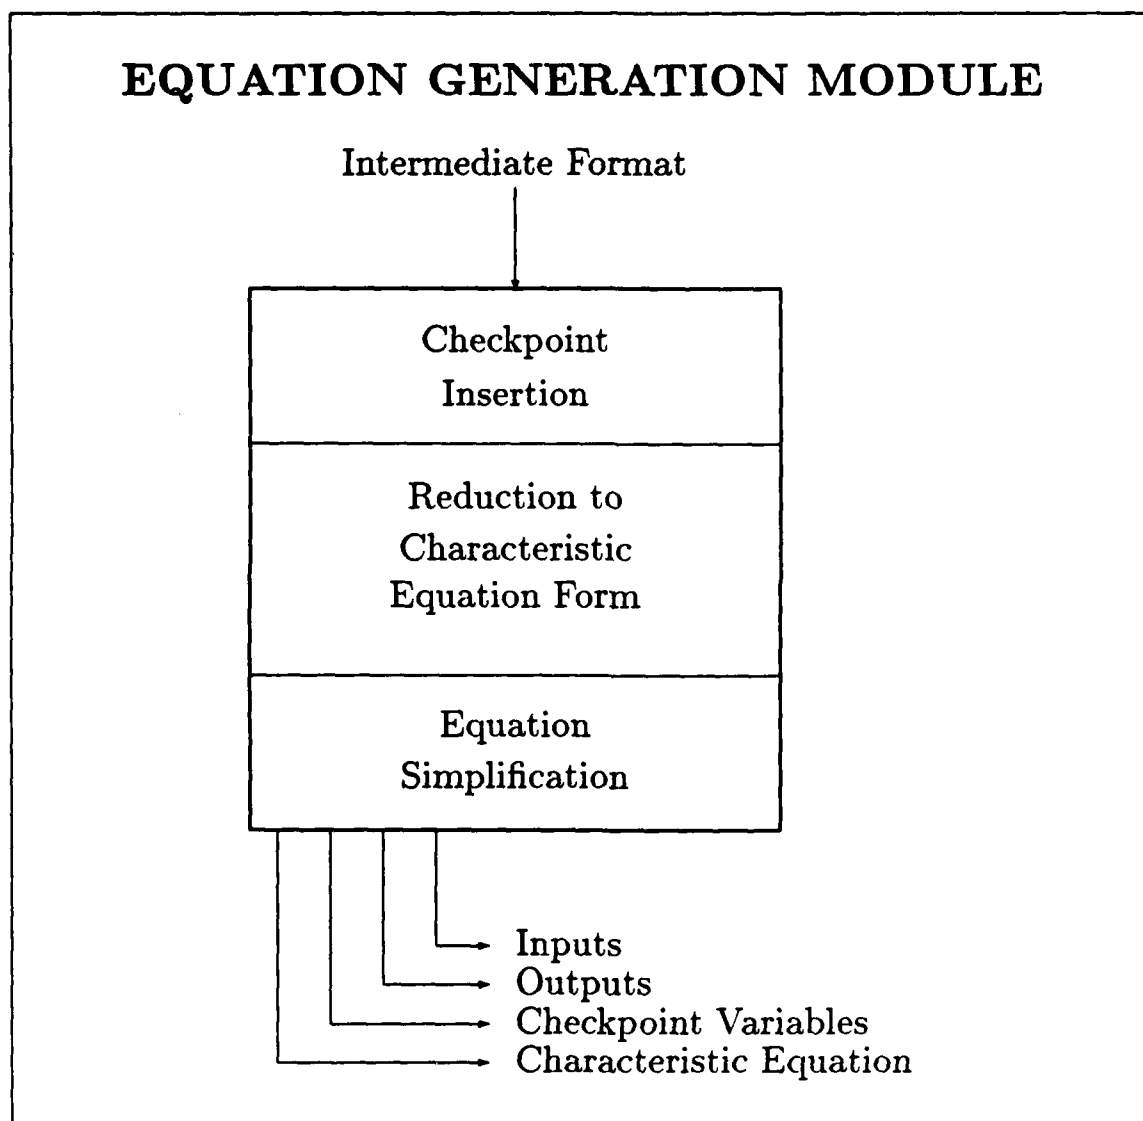 EQUATION GENERATION MODULE
Intermediate Format
Checkpoint
Insertion
Reduction to
Characteristic
Equation Form
Equation
Simplification
Inputs
Outputs
Checkpoint Variables
Characteristic Equation